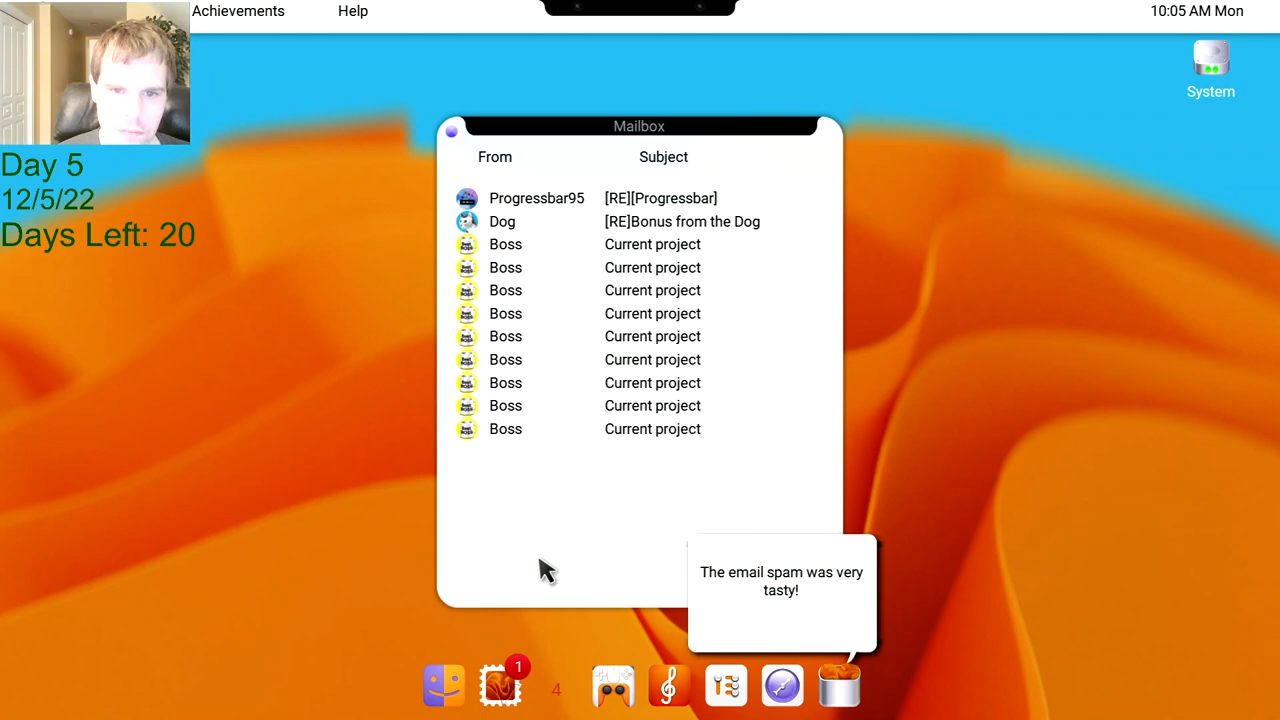 Achievements Help 10:05 AM Mon
System
Day 5
12/5/22
Days Left: 20
Mailbox
From Subject
Progressbar95 [RE][Progressbar]
Dog [RE]Bonus from the Dog
Boss Current project
Boss Current project
Boss Current project
Boss Current project
Boss Current project
Boss Current project
Boss Current project
Boss Current project
Boss Current project
The email spam was very
tasty!
1
4